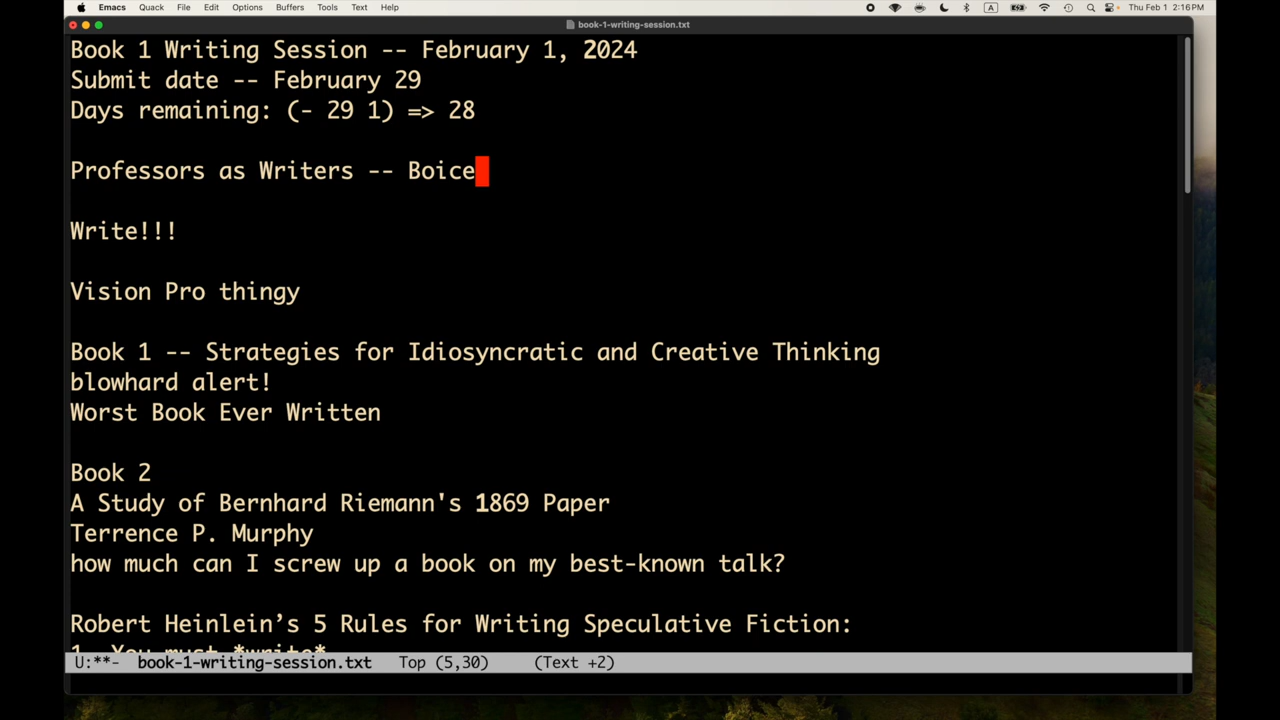 Emacs Quack File Edit Options Buffers Tools Text Help A Thu Feb 1 2:16 PM
book-1-writing-session.txt
Book 1 Writing Session -- February 1, 2024
Submit date -- February 29
Days remaining: (- 29 1) => 28
Professors as Writers -- Boice
Write!!!
Vision Pro thingy
Book 1 -- Strategies for Idiosyncratic and Creative Thinking
blowhard alert!
Worst Book Ever Written
Book 2
A Study of Bernhard Riemann's 1869 Paper
Terrence P. Murphy
how much can I screw up a book on my best-known talk?
Robert Heinlein’s 5 Rules for Writing Speculative Fiction:
1. You must *write*
U:**- book-1-writing-session.txt Top (5,30) (Text +2)